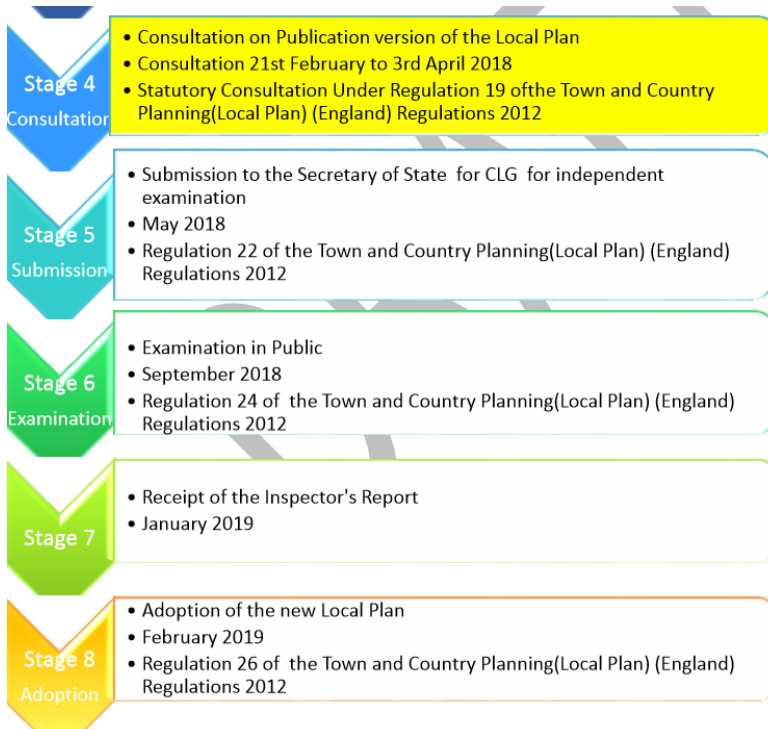 Stage 4
Consultation
• Consultation on Publication version of the Local Plan
• Consultation 21st February to 3rd April 2018
• Statutory Consultation Under Regulation 19 ofthe Town and Country
Planning(Local Plan) (England) Regulations 2012
Stage 5
Submission
• Submission to the Secretary of State for CLG for independent
examination
• May 2018
• Regulation 22 of the Town and Country Planning(Local Plan) (England)
Regulations 2012
Stage 6
Examination
• Examination in Public
• September 2018
• Regulation 24 of the Town and Country Planning(Local Plan) (England)
Regulations 2012
Stage 7
• Receipt of the Inspector's Report
• January 2019
Stage 8
Adoption
• Adoption of the new Local Plan
• February 2019
• Regulation 26 of the Town and Country Planning(Local Plan) (England)
Regulations 2012